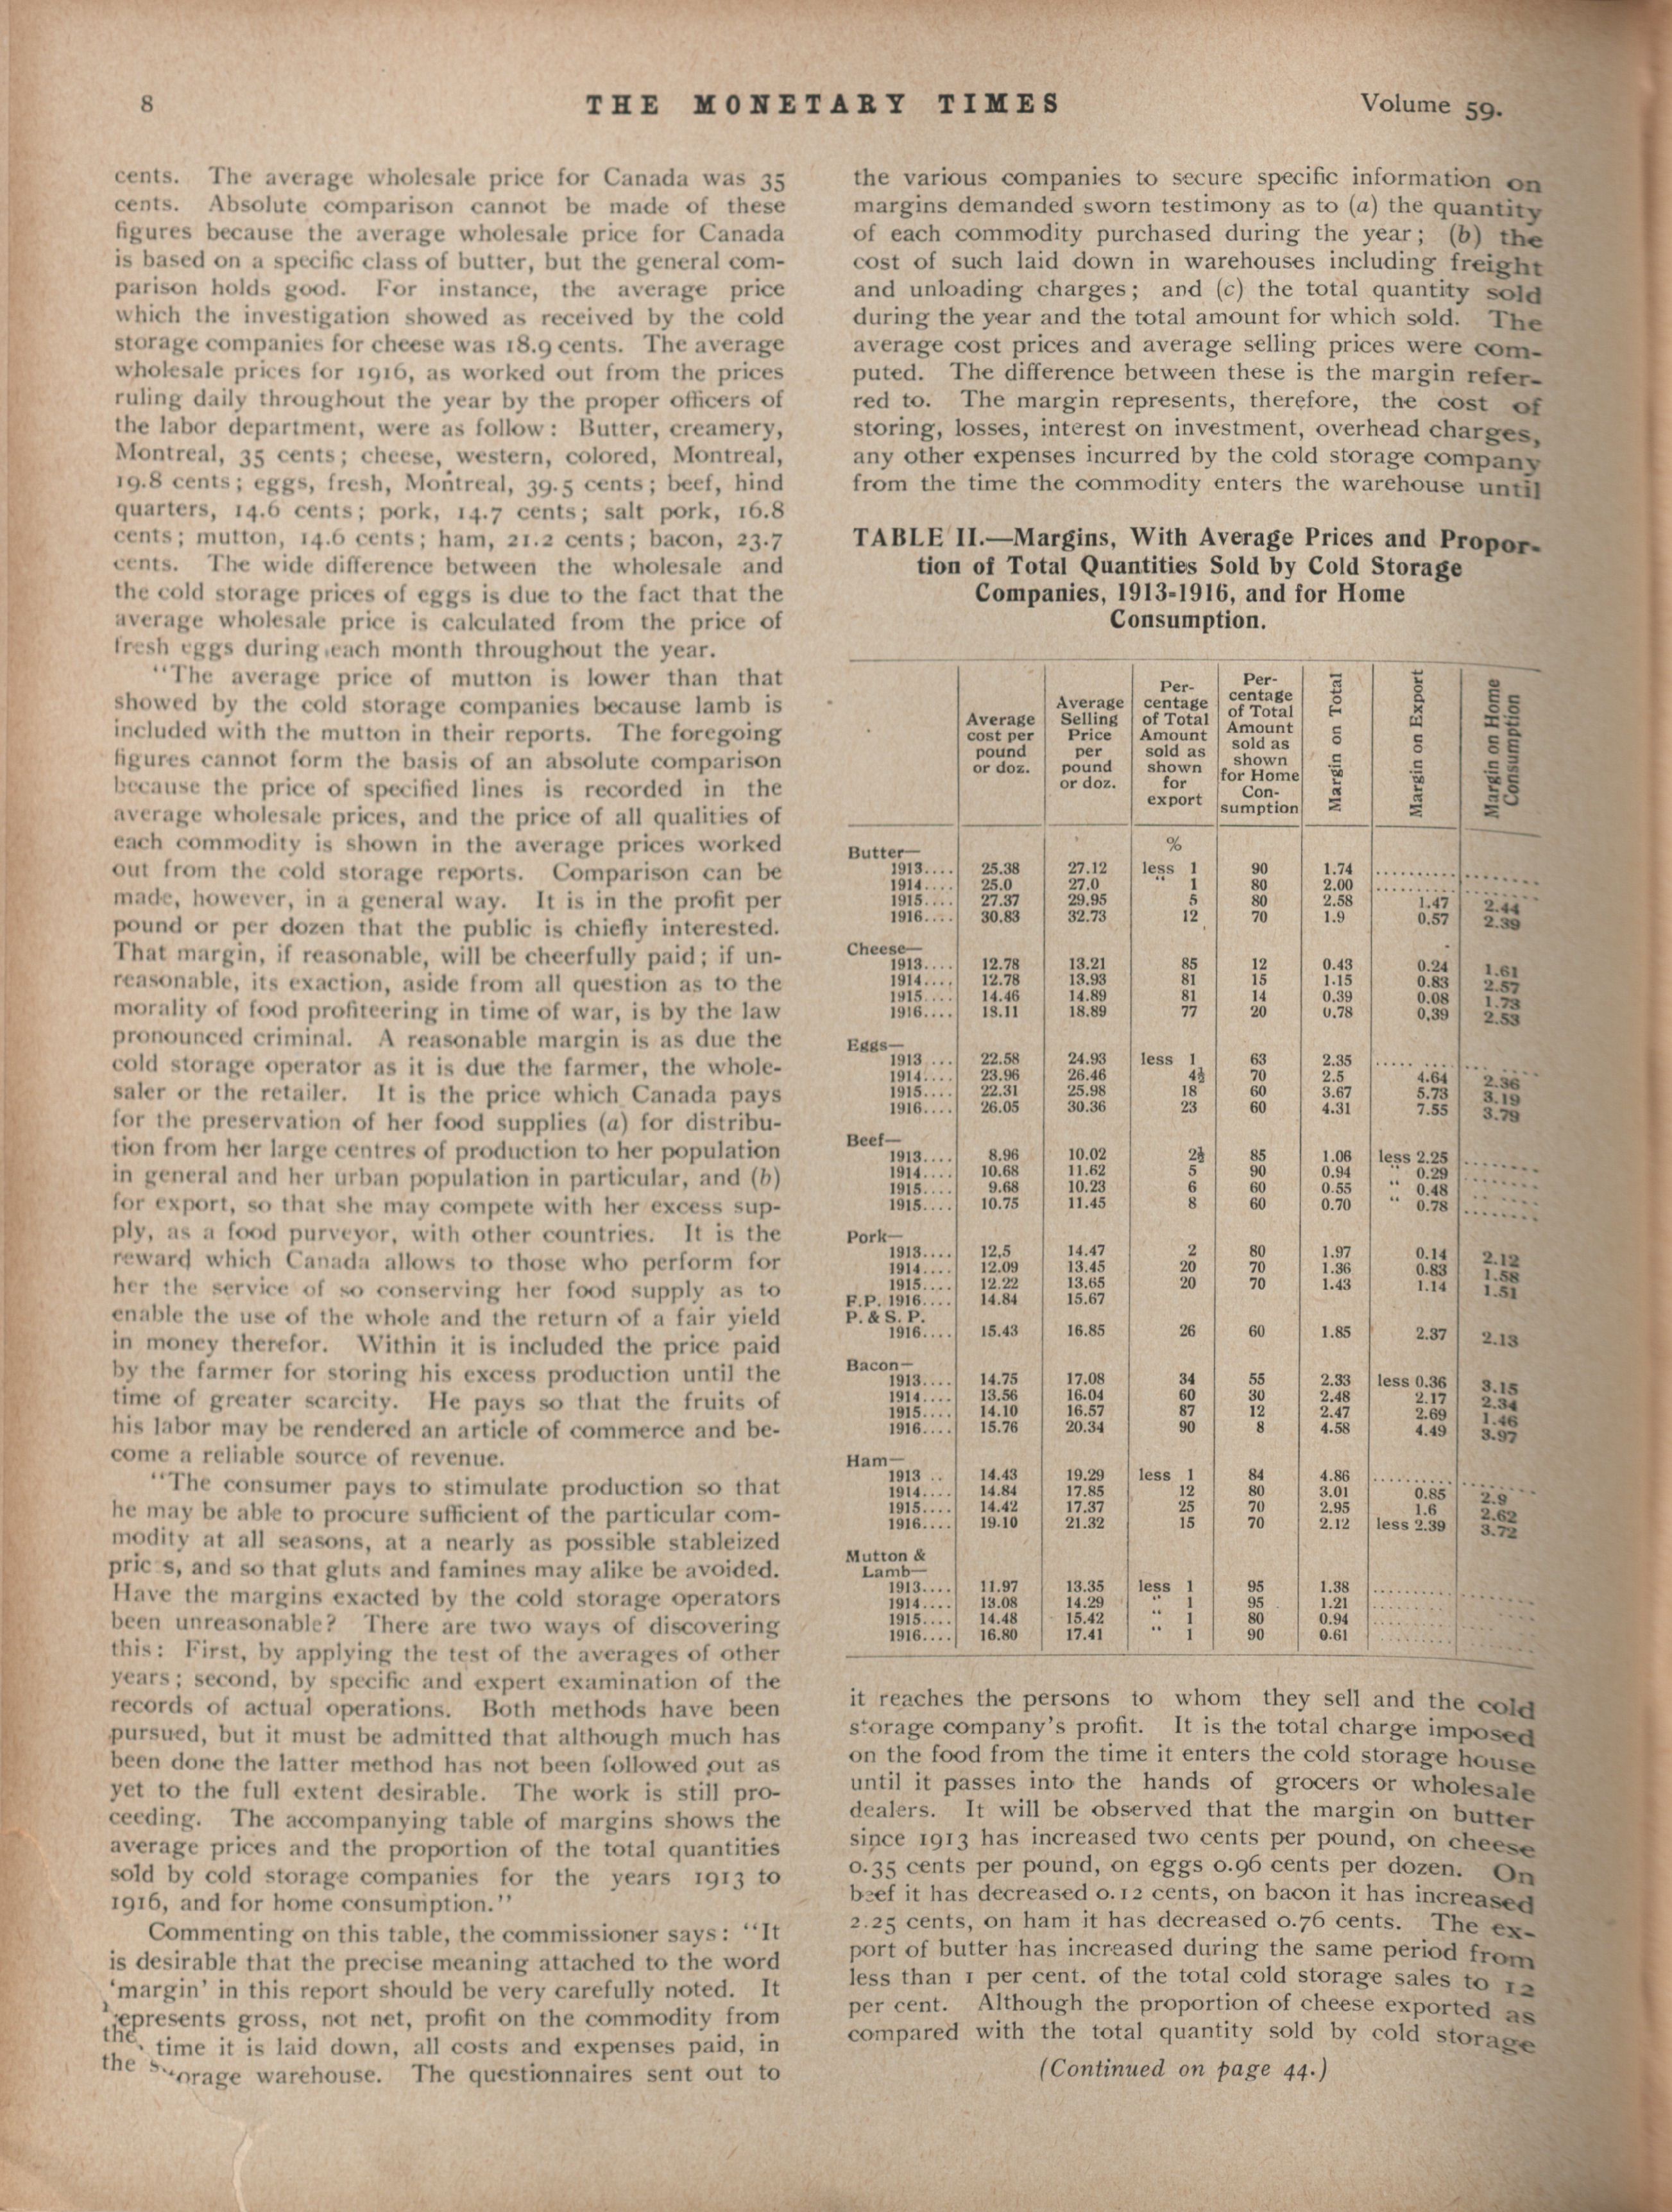 8
THE MONETARY TIMES
Volume 59.
cents. The average wholesale price for Canada was 35
cents. Absolute comparison cannot be made of these
figures because the average wholesale price for Canada
is based on a specific class of butter, but the general com-
parison holds good. For instance, the average price
which the investigation showed as received by the cold
storage companies for cheese was 18.9 cents. The average
wholesale prices for 1916, as worked out from the prices
ruling daily throughout the year by the proper officers of
the labor department, were as follow: Butter, creamery,
Montreal, 35 cents; cheese, western, colored, Montreal,
19.8 cents; eggs, fresh, Montreal, 39.5 cents; beef, hind
quarters, 14.6 cents; pork, 14.7 cents; salt pork, 16.8
cents; mutton, 14.6 cents; ham, 21.2 cents; bacon, 23.7
cents. The wide difference between the wholesale and
the cold storage prices of eggs is due to the fact that the
average wholesale price is calculated from the price of
fresh eggs during each month throughout the year.
"The average price of mutton is lower than that
showed by the cold storage companies because lamb is
included with the mutton in their reports. The foregoing
figures cannot form the basis of an absolute comparison
because the price of specified lines is recorded in the
average wholesale prices, and the price of all qualities of
each commodity is shown in the average prices worked
out from the cold storage reports. Comparison can be
made, however, in a general way. It is in the profit per
pound or per dozen that the public is chiefly interested.
That margin, if reasonable, will be cheerfully paid; if un-
reasonable, its exaction, aside from all question as to the
morality of food profiteering in time of war, is by the law
pronounced criminal. A reasonable margin is as due the
cold storage operator as it is due the farmer, the whole-
saler or the retailer. It is the price which Canada pays
for the preservation of her food supplies (a) for distribu-
tion from her large centres of production to her population
in general and her urban population in particular, and (b)
for export, so that she may compete with her excess sup-
ply, as a food purveyor, with other countries. It is the
reward which Canada allows to those who perform for
her the service of so conserving her food supply as to
enable the use of the whole and the return of a fair yield
in money therefor. Within it is included the price paid
by the farmer for storing his excess production until the
time of greater scarcity. He pays so that the fruits of
his labor may be rendered an article of commerce and be-
come a reliable source of revenue.
"The consumer pays to stimulate production so that
he may be able to procure sufficient of the particular com-
modity at all seasons, at a nearly as possible stableized
pric s, and so that gluts and famines may alike be avoided.
Have the margins exacted by the cold storage operators
been unreasonable? There are two ways of discovering
this: First, by applying the test of the averages of other
years; second, by specific and expert examination of the
records of actual operations. Both methods have been
pursued, but it must be admitted that although much has
been done the latter method has not been followed out as
yet to the full extent desirable. The work is still pro-
ceeding. The accompanying table of margins shows the
average prices and the proportion of the total quantities
sold by cold storage companies for the years 1913 to
1916, and for home consumption."
Commenting on this table, the commissioner says: "It
is desirable that the precise meaning attached to the word
'margin' in this report should be very carefully noted. It
represents gross, not net, profit on the commodity from
the time it is laid down, all costs and expenses paid, in
the storage warehouse. The questionnaires sent out to
the various companies to secure specific information on
margins demanded sworn testimony as to (a) the quantity
of each commodity purchased during the year; (b) the
cost of such laid down in warehouses including freight
and unloading charges; and (c) the total quantity sold
during the year and the total amount for which sold. The
average cost prices and average selling prices were com-
puted. The difference between these is the margin refer-
red to. The margin represents, therefore, the cost of
storing, losses, interest on investment, overhead charges,
any other expenses incurred by the cold storage company
from the time the commodity enters the warehouse until
TABLE II.—Margins, With Average Prices and Propor-
tion of Total Quantities Sold by Cold Storage
Companies, 1913-1916, and for Home
Consumption.
Average cost per pound or doz.
Average Selling Price per pound or doz.
Per-centage of Total Amount sold as shown for export
Per-centage of Total Amount sold as shown for Home Con-sumption
Margin on Total
Margin on Export
Margin on Home Consumption
%
Butter—
1913.... 25.38 27.12 less 1 90 1.74 ..........
1914.... 25.0 27.0 " 1 80 2.00 ..........
1915.... 27.37 29.95 5 80 2.58 1.47 2.44
1916.... 30.83 32.73 12 70 1.9 0.57 2.39
Cheese—
1913.... 12.78 13.21 85 12 0.43 0.24 1.61
1914.... 12.78 13.93 81 15 1.15 0.83 2.57
1915.... 14.46 14.89 81 14 0.39 0.08 1.73
1916.... 18.11 18.89 77 20 0.78 0,39 2.53
Eggs—
1913.... 22.58 24.93 less 1 63 2.35 ..........
1914.... 23.96 26.46 4½ 70 2.5 4.64 2.36
1915.... 22.31 25.98 18 60 3.67 5.73 3.19
1916.... 26.05 30.36 23 60 4.31 7.55 3.79
Beef—
1913.... 8.96 10.02 2½ 85 1.06 less 2.25 ..........
1914.... 10.68 11.62 5 90 0.94 " 0.29 ..........
1915.... 9.68 10.23 6 60 0.55 " 0.48 ..........
1915.... 10.75 11.45 8 60 0.70 " 0.78 ..........
Pork—
1913.... 12,5 14.47 2 80 1.97 0.14 2.12
1914.... 12.09 13.45 20 70 1.36 0.83 1.58
1915.... 12.22 13.65 20 70 1.43 1.14 1.51
F.P. 1916.... 14.84 15.67
P. & S. P.
1916.... 15.43 16.85 26 60 1.85 2.37 2.13
Bacon—
1913.... 14.75 17.08 34 55 2.33 less 0.36 3.15
1914.... 13.56 16.04 60 30 2.48 2.17 2.34
1915.... 14.10 16.57 87 12 2.47 2.69 1.46
1916.... 15.76 20.34 90 8 4.58 4.49 3.97
Ham—
1913 .. 14.43 19.29 less 1 84 4.86 ..........
1914.... 14.84 17.85 12 80 3.01 0.85 2.9
1915.... 14.42 17.37 25 70 2.95 1.6 2.62
1916.... 19.10 21.32 15 70 2.12 less 2.39 3.72
Mutton &
Lamb—
1913.... 11.97 13.35 less 1 95 1.38 ..........
1914.... 13.08 14.29 " 1 95 1.21 ..........
1915.... 14.48 15.42 " 1 80 0.94 ..........
1916.... 16.80 17.41 " 1 90 0.61 ..........
it reaches the persons to whom they sell and the cold
storage company's profit. It is the total charge imposed
on the food from the time it enters the cold storage house
until it passes into the hands of grocers or wholesale
dealers. It will be observed that the margin on butter
since 1913 has increased two cents per pound, on cheese
0.35 cents per pound, on eggs 0.96 cents per dozen. On
beef it has decreased 0.12 cents, on bacon it has increased
2.25 cents, on ham it has decreased 0.76 cents. The ex-
port of butter has increased during the same period from
less than 1 per cent. of the total cold storage sales to 12
per cent. Although the proportion of cheese exported as
compared with the total quantity sold by cold storage
(Continued on page 44.)